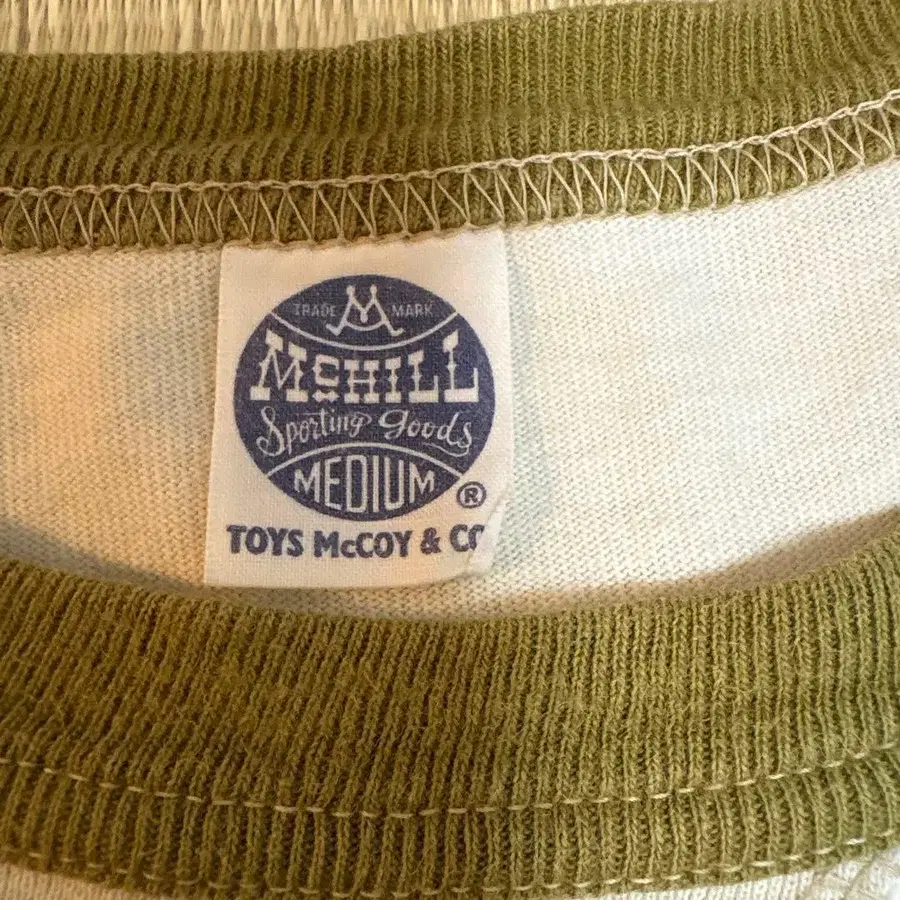 TRADE M MARK
McHILL
Sporting Goods
MEDIUM
®
TOYS McCOY & CO